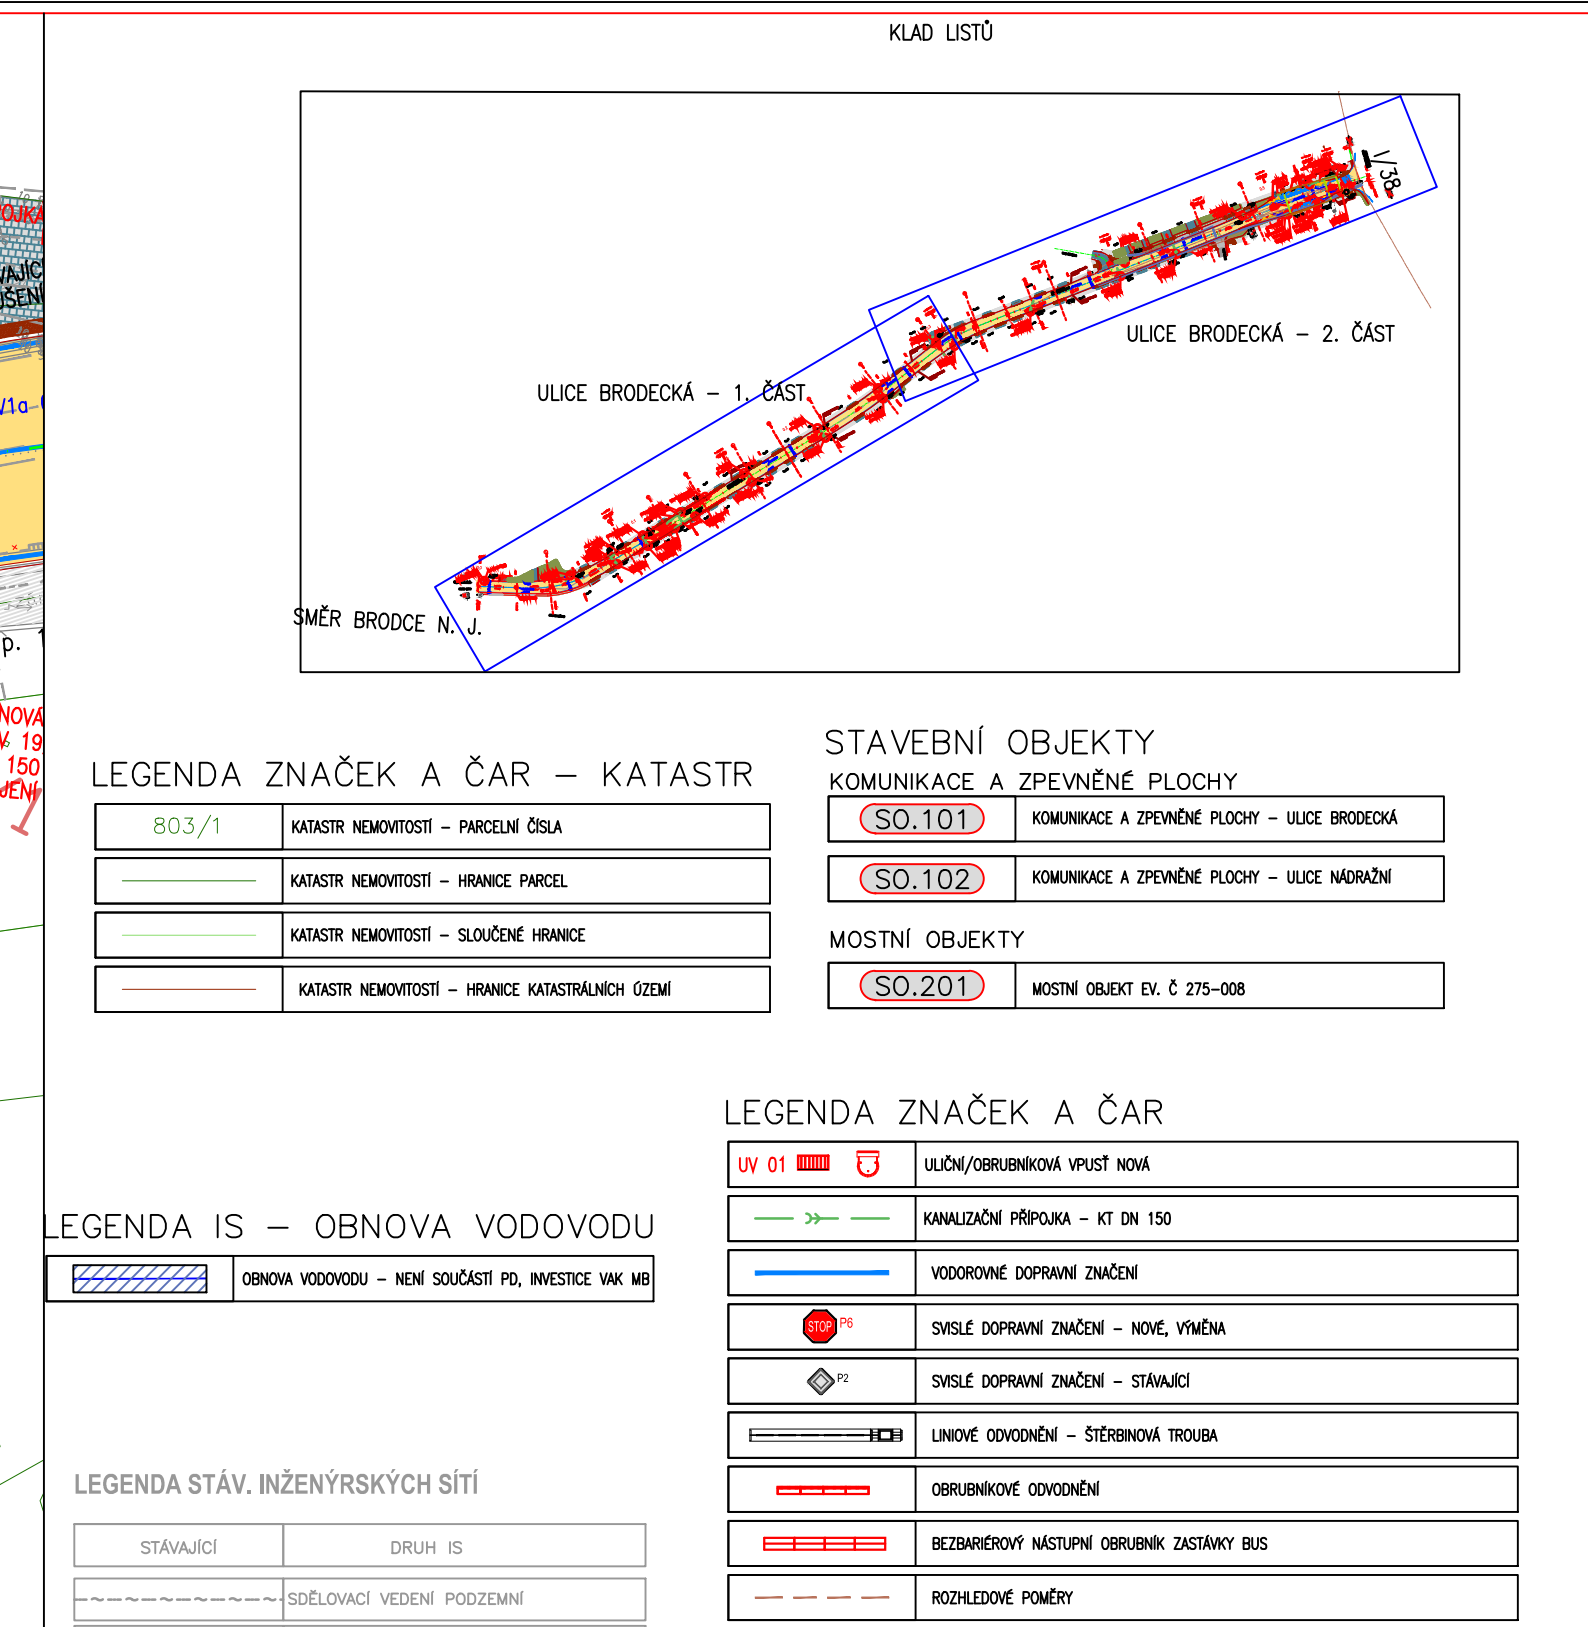 KLAD LISTŮ
I/38
ULICE BRODECKÁ – 2. ČÁST
ULICE BRODECKÁ – 1. ČÁST
SMĚR BRODCE N. J.
V1a
p. 1
150
LEGENDA ZNAČEK A ČAR – KATASTR
803/1 KATASTR NEMOVITOSTÍ – PARCELNÍ ČÍSLA
KATASTR NEMOVITOSTÍ – HRANICE PARCEL
KATASTR NEMOVITOSTÍ – SLOUČENÉ HRANICE
KATASTR NEMOVITOSTÍ – HRANICE KATASTRÁLNÍCH ÚZEMÍ
STAVEBNÍ OBJEKTY
KOMUNIKACE A ZPEVNĚNÉ PLOCHY
SO.101 KOMUNIKACE A ZPEVNĚNÉ PLOCHY – ULICE BRODECKÁ
SO.102 KOMUNIKACE A ZPEVNĚNÉ PLOCHY – ULICE NÁDRAŽNÍ
MOSTNÍ OBJEKTY
SO.201 MOSTNÍ OBJEKT EV. Č 275-008
LEGENDA IS – OBNOVA VODOVODU
OBNOVA VODOVODU – NENÍ SOUČÁSTÍ PD, INVESTICE VAK MB
LEGENDA ZNAČEK A ČAR
UV 01 ULIČNÍ/OBRUBNÍKOVÁ VPUSŤ NOVÁ
KANALIZAČNÍ PŘÍPOJKA – KT DN 150
VODOROVNÉ DOPRAVNÍ ZNAČENÍ
STOP P6 SVISLÉ DOPRAVNÍ ZNAČENÍ – NOVÉ, VÝMĚNA
P2 SVISLÉ DOPRAVNÍ ZNAČENÍ – STÁVAJÍCÍ
LINIOVÉ ODVODNĚNÍ – ŠTĚRBINOVÁ TROUBA
OBRUBNÍKOVÉ ODVODNĚNÍ
BEZBARIÉROVÝ NÁSTUPNÍ OBRUBNÍK ZASTÁVKY BUS
ROZHLEDOVÉ POMĚRY
LEGENDA STÁV. INŽENÝRSKÝCH SÍTÍ
STÁVAJÍCÍ DRUH IS
SDĚLOVACÍ VEDENÍ PODZEMNÍ